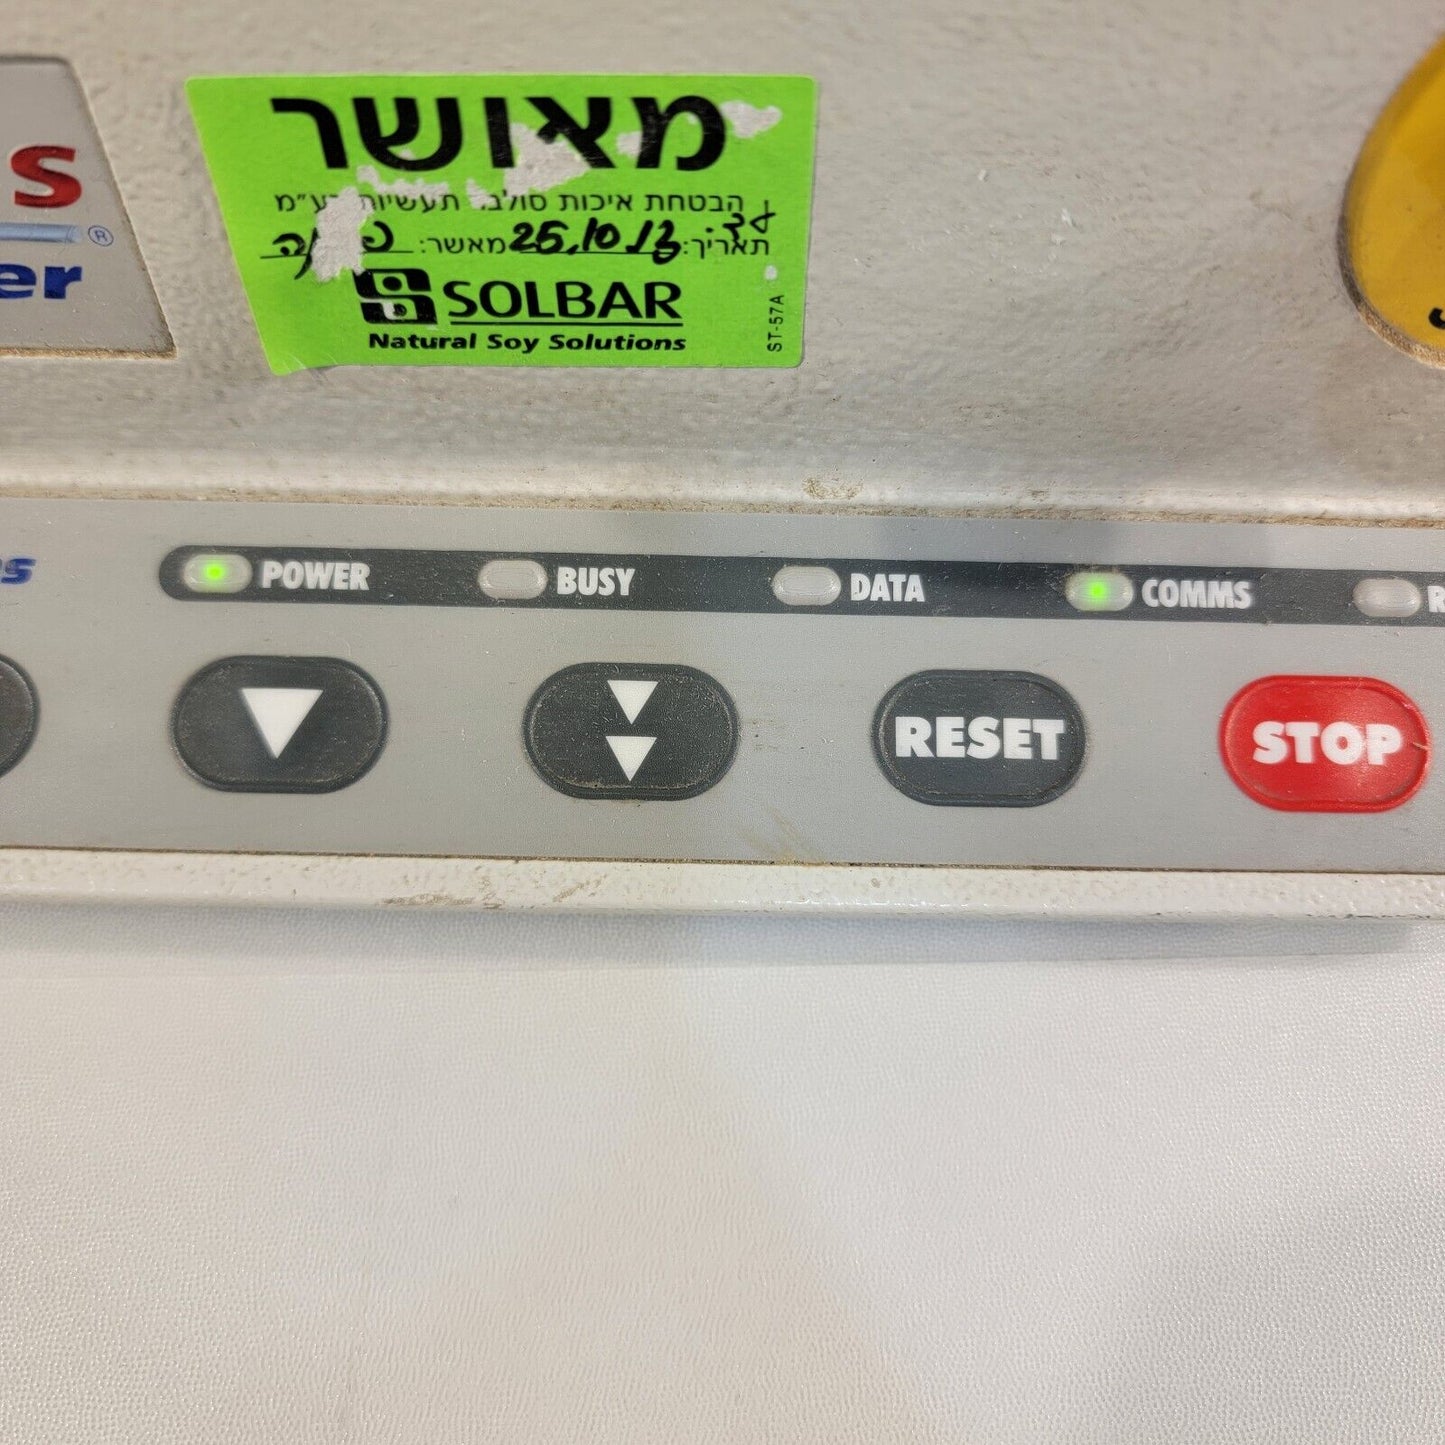 s
®
er
מאושר
הבטחת איכות סולבר תעשיות בע"מ
תאריך: 25.10.13 מאשר:
SOLBAR
Natural Soy Solutions
ST-57A
POWER BUSY DATA COMMS R
RESET STOP